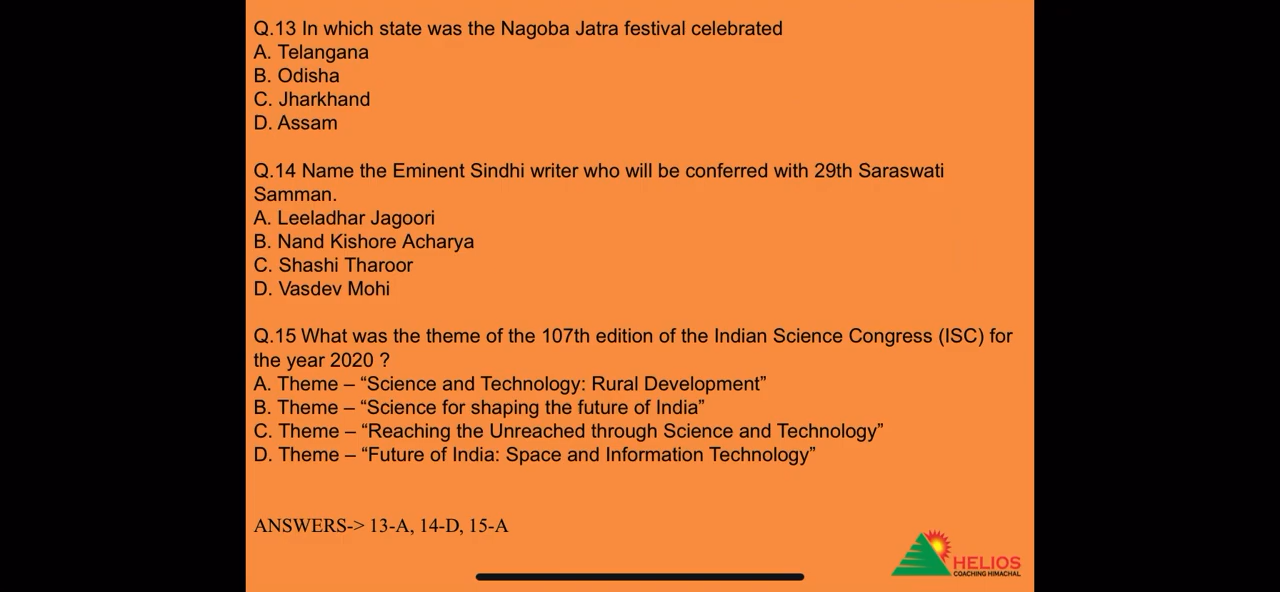 Q.13 In which state was the Nagoba Jatra festival celebrated
A. Telangana
B. Odisha
C. Jharkhand
D. Assam
Q.14 Name the Eminent Sindhi writer who will be conferred with 29th Saraswati
Samman.
A. Leeladhar Jagoori
B. Nand Kishore Acharya
C. Shashi Tharoor
D. Vasdev Mohi
Q.15 What was the theme of the 107th edition of the Indian Science Congress (ISC) for
the year 2020 ?
A. Theme – “Science and Technology: Rural Development”
B. Theme – “Science for shaping the future of India”
C. Theme – “Reaching the Unreached through Science and Technology”
D. Theme – “Future of India: Space and Information Technology”
ANSWERS-> 13-A, 14-D, 15-A
HELIOS
COACHING HIMACHAL